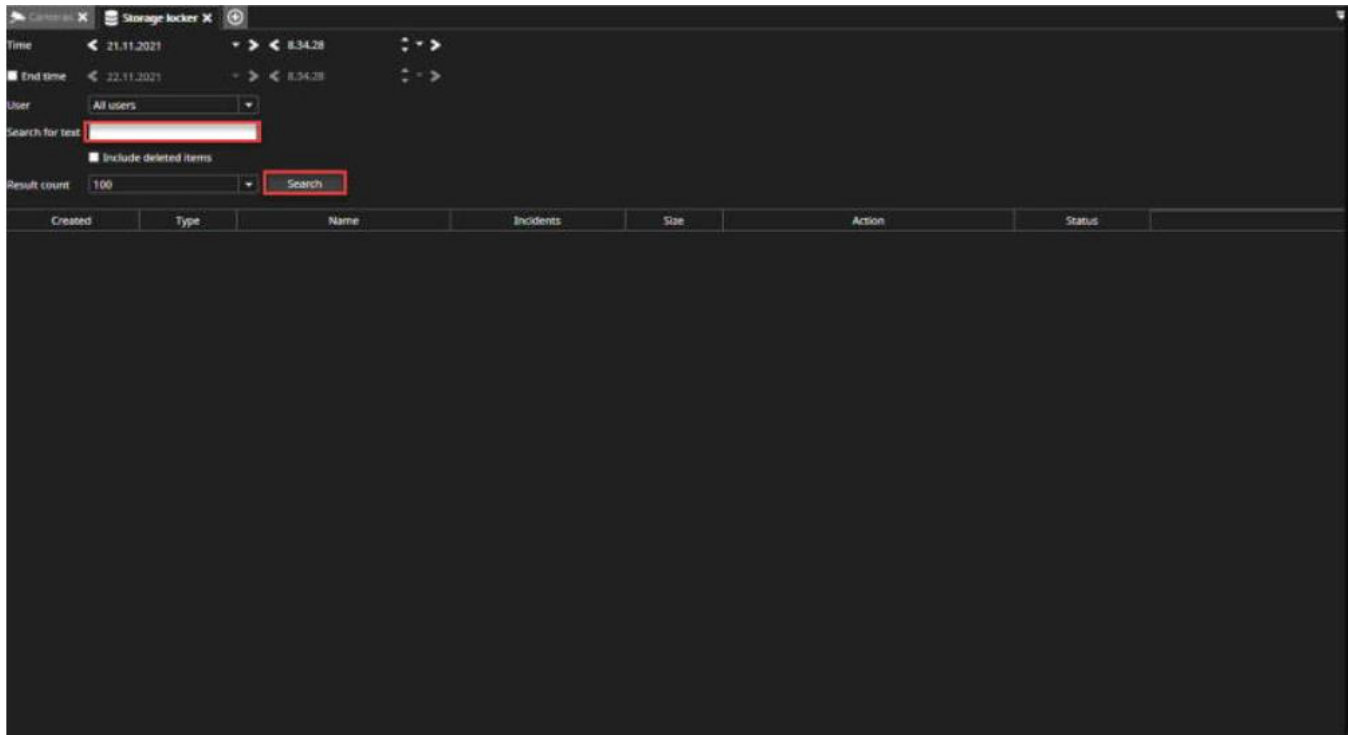 Cameras Storage locker
Time 21.11.2021 8.34.28
End time 22.11.2021 8.34.28
User All users
Search for text
Include deleted items
Result count 100 Search
Created Type Name Incidents Size Action Status